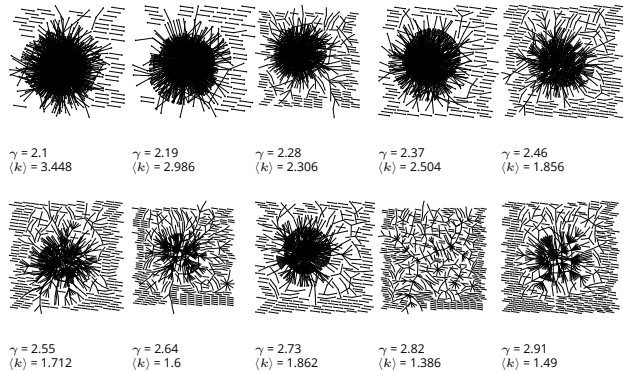 γ = 2.1
⟨k⟩ = 3.448
γ = 2.19
⟨k⟩ = 2.986
γ = 2.28
⟨k⟩ = 2.306
γ = 2.37
⟨k⟩ = 2.504
γ = 2.46
⟨k⟩ = 1.856
γ = 2.55
⟨k⟩ = 1.712
γ = 2.64
⟨k⟩ = 1.6
γ = 2.73
⟨k⟩ = 1.862
γ = 2.82
⟨k⟩ = 1.386
γ = 2.91
⟨k⟩ = 1.49